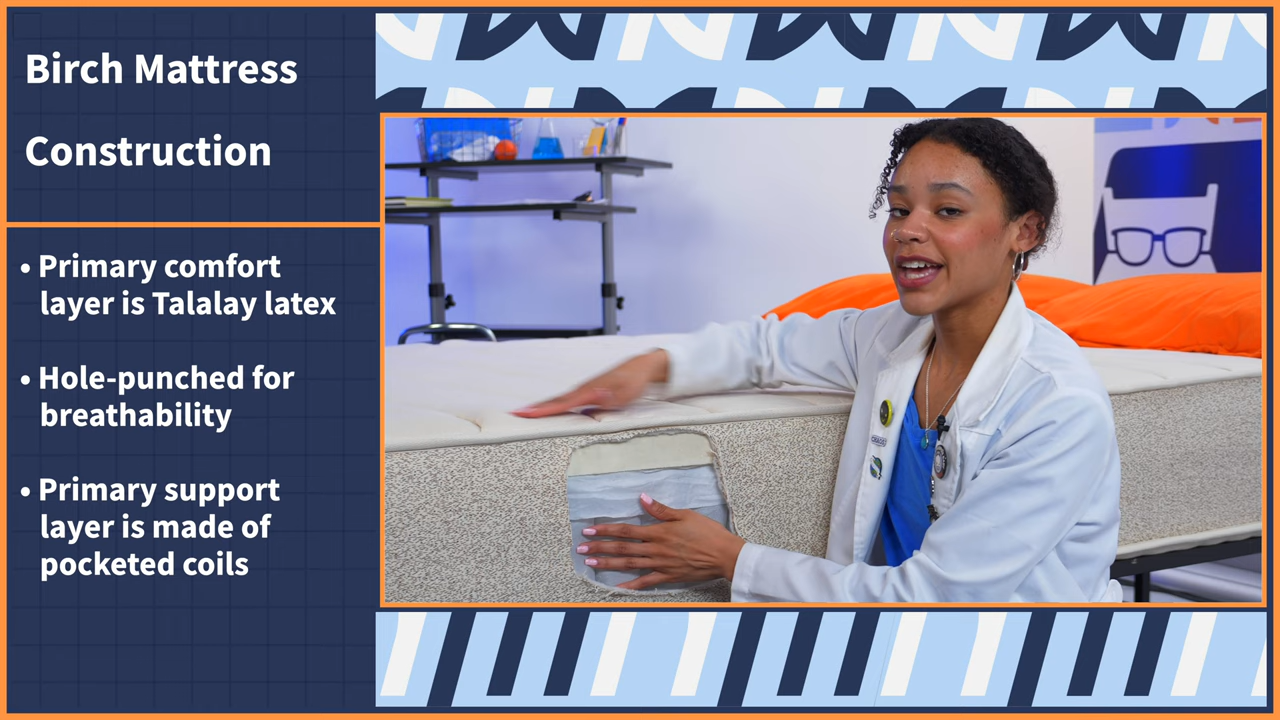 Birch Mattress
Construction
• Primary comfort
layer is Talalay latex
• Hole-punched for
breathability
• Primary support
layer is made of
pocketed coils